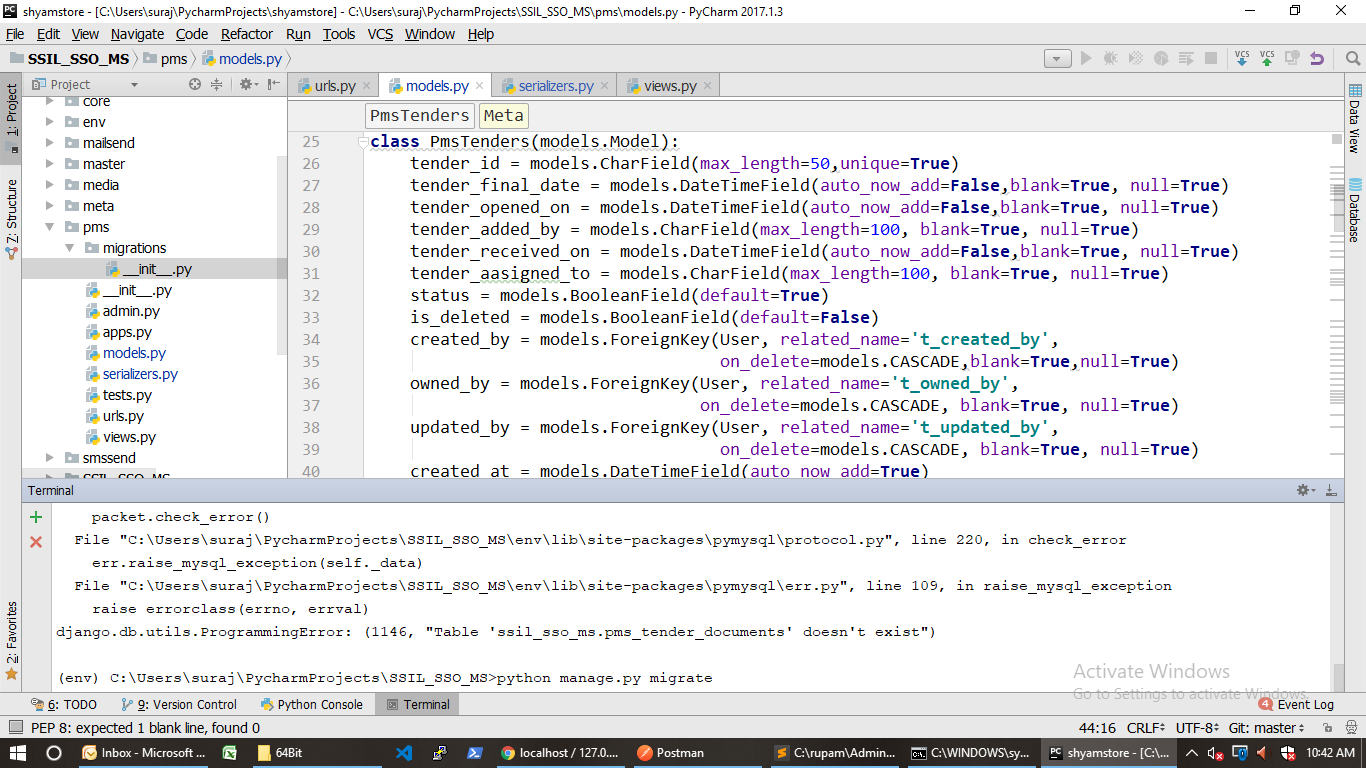 shyamstore - [C:\Users\suraj\PycharmProjects\shyamstore] - C:\Users\suraj\PycharmProjects\SSIL_SSO_MS\pms\models.py - PyCharm 2017.1.3
File Edit View Navigate Code Refactor Run Tools VCS Window Help
SSIL_SSO_MS pms models.py
VCS VCS
1: Project
Z: Structure
2: Favorites
Project
core
env
mailsend
master
media
meta
pms
migrations
__init__.py
__init__.py
admin.py
apps.py
models.py
serializers.py
tests.py
urls.py
views.py
smssend
SSIL_SSO_MS
urls.py models.py serializers.py views.py
PmsTenders Meta
25 class PmsTenders(models.Model):
26 tender_id = models.CharField(max_length=50,unique=True)
27 tender_final_date = models.DateTimeField(auto_now_add=False,blank=True, null=True)
28 tender_opened_on = models.DateTimeField(auto_now_add=False,blank=True, null=True)
29 tender_added_by = models.CharField(max_length=100, blank=True, null=True)
30 tender_received_on = models.DateTimeField(auto_now_add=False,blank=True, null=True)
31 tender_aasigned_to = models.CharField(max_length=100, blank=True, null=True)
32 status = models.BooleanField(default=True)
33 is_deleted = models.BooleanField(default=False)
34 created_by = models.ForeignKey(User, related_name='t_created_by',
35 on_delete=models.CASCADE,blank=True,null=True)
36 owned_by = models.ForeignKey(User, related_name='t_owned_by',
37 on_delete=models.CASCADE, blank=True, null=True)
38 updated_by = models.ForeignKey(User, related_name='t_updated_by',
39 on_delete=models.CASCADE, blank=True, null=True)
40 created_at = models.DateTimeField(auto_now_add=True)
Data View
Database
Terminal
packet.check_error()
File "C:\Users\suraj\PycharmProjects\SSIL_SSO_MS\env\lib\site-packages\pymysql\protocol.py", line 220, in check_error
err.raise_mysql_exception(self._data)
File "C:\Users\suraj\PycharmProjects\SSIL_SSO_MS\env\lib\site-packages\pymysql\err.py", line 109, in raise_mysql_exception
raise errorclass(errno, errval)
django.db.utils.ProgrammingError: (1146, "Table 'ssil_sso_ms.pms_tender_documents' doesn't exist")
(env) C:\Users\suraj\PycharmProjects\SSIL_SSO_MS>python manage.py migrate
Activate Windows
Go to Settings to activate Windows.
6: TODO 9: Version Control Python Console Terminal 4 Event Log
PEP 8: expected 1 blank line, found 0 44:16 CRLF UTF-8 Git: master
Inbox - Microsoft ... 64Bit localhost / 127.0.... Postman C:\rupam\Admin... C:\WINDOWS\sy... shyamstore - [C:\... 10:42 AM